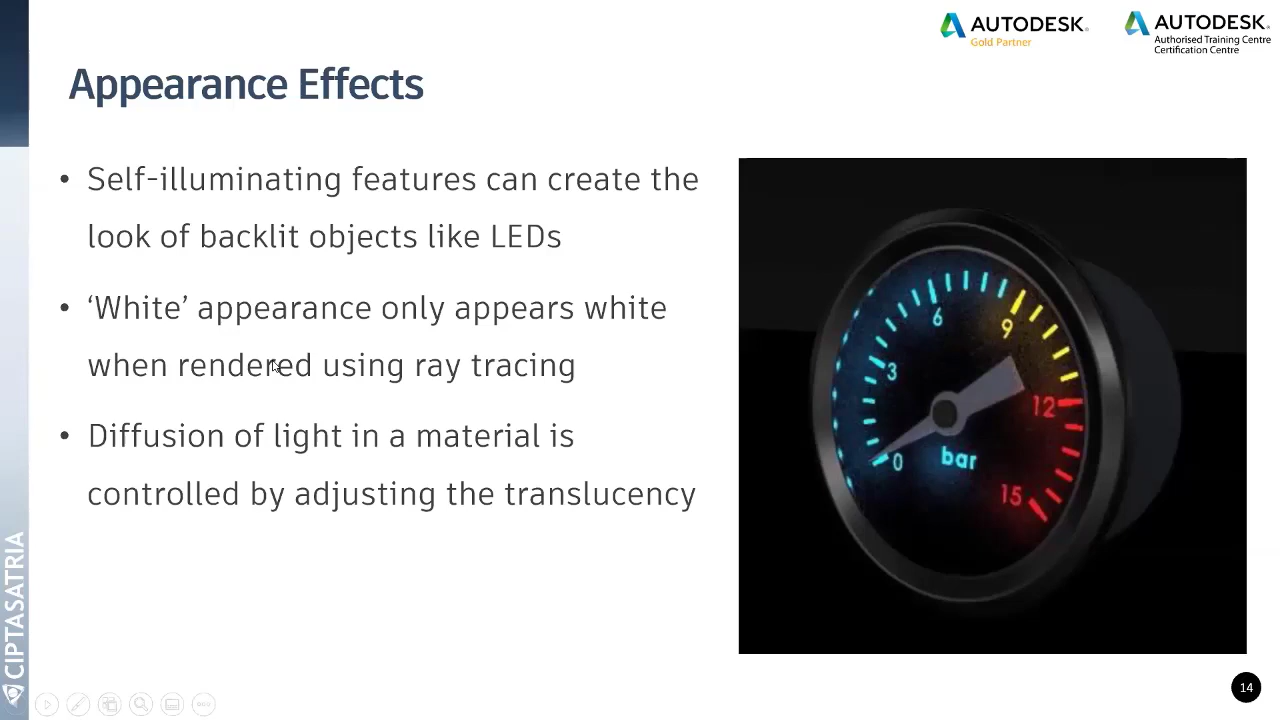 AUTODESK
Gold Partner
AUTODESK
Authorised Training Centre
Certification Centre
Appearance Effects
• Self-illuminating features can create the
look of backlit objects like LEDs
• ‘White’ appearance only appears white
when rendered using ray tracing
• Diffusion of light in a material is
controlled by adjusting the translucency
6
9
3
12
0
bar
15
CIPTASATRIA
14